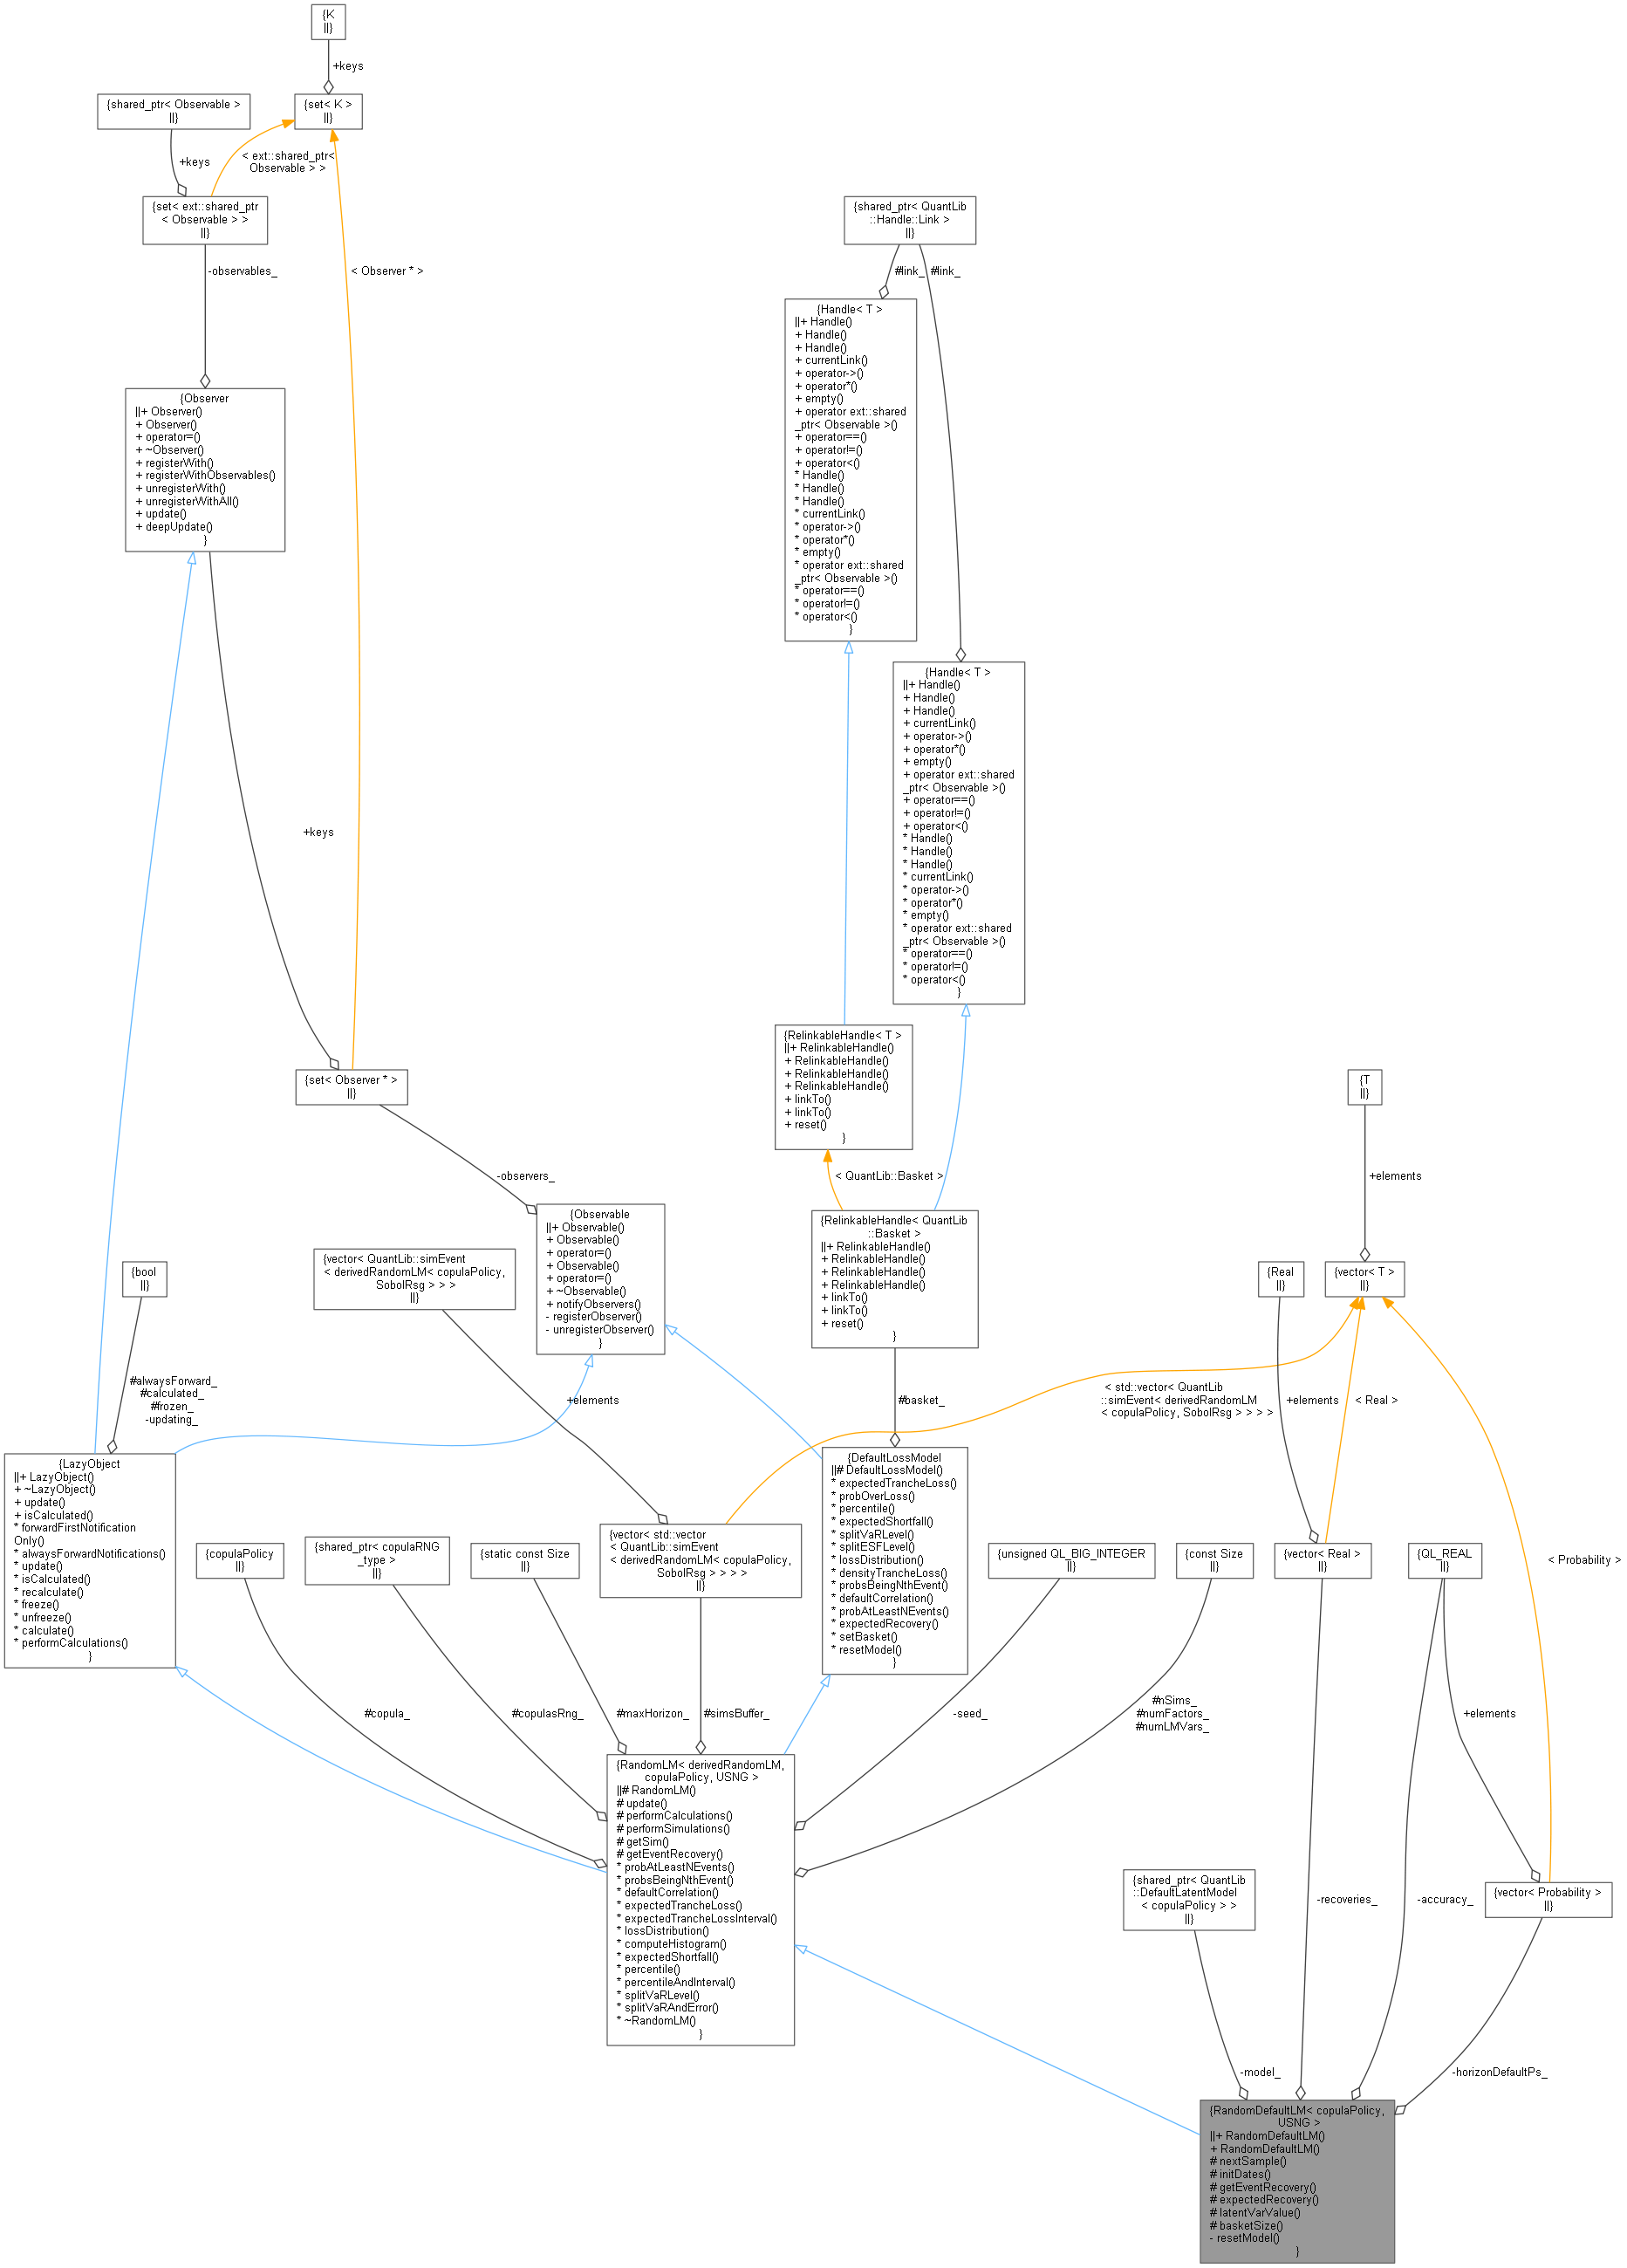 {K
||}
+keys
{shared_ptr< Observable >
||}
{set< K >
||}
+keys
< ext::shared_ptr<
Observable > >
{set< ext::shared_ptr
< Observable > >
||}
{shared_ptr< QuantLib
::Handle::Link >
||}
-observables_
< Observer * >
#link_
#link_
{Handle< T >
||+ Handle()
+ Handle()
+ Handle()
+ currentLink()
+ operator->()
+ operator*()
+ empty()
+ operator ext::shared
_ptr< Observable >()
+ operator==()
+ operator!=()
+ operator<()
* Handle()
* Handle()
* Handle()
* currentLink()
* operator->()
* operator*()
* empty()
* operator ext::shared
_ptr< Observable >()
* operator==()
* operator!=()
* operator<()
}
{Observer
||+ Observer()
+ Observer()
+ operator=()
+ ~Observer()
+ registerWith()
+ registerWithObservables()
+ unregisterWith()
+ unregisterWithAll()
+ update()
+ deepUpdate()
}
{Handle< T >
||+ Handle()
+ Handle()
+ Handle()
+ currentLink()
+ operator->()
+ operator*()
+ empty()
+ operator ext::shared
_ptr< Observable >()
+ operator==()
+ operator!=()
+ operator<()
* Handle()
* Handle()
* Handle()
* currentLink()
* operator->()
* operator*()
* empty()
* operator ext::shared
_ptr< Observable >()
* operator==()
* operator!=()
* operator<()
}
+keys
{RelinkableHandle< T >
||+ RelinkableHandle()
+ RelinkableHandle()
+ RelinkableHandle()
+ RelinkableHandle()
+ linkTo()
+ linkTo()
+ reset()
}
{set< Observer * >
||}
{T
||}
-observers_
< QuantLib::Basket >
+elements
{Observable
||+ Observable()
+ Observable()
+ operator=()
+ Observable()
+ operator=()
+ ~Observable()
+ notifyObservers()
- registerObserver()
- unregisterObserver()
}
{RelinkableHandle< QuantLib
::Basket >
||+ RelinkableHandle()
+ RelinkableHandle()
+ RelinkableHandle()
+ RelinkableHandle()
+ linkTo()
+ linkTo()
+ reset()
}
{vector< QuantLib::simEvent
< derivedRandomLM< copulaPolicy,
SobolRsg > > >
||}
{bool
||}
{Real
||}
{vector< T >
||}
#alwaysForward_
#calculated_
#frozen_
-updating_
+elements
#basket_
< std::vector< QuantLib
::simEvent< derivedRandomLM
< copulaPolicy, SobolRsg > > > >
+elements
< Real >
{LazyObject
||+ LazyObject()
+ ~LazyObject()
+ update()
+ isCalculated()
* forwardFirstNotification
Only()
* alwaysForwardNotifications()
* update()
* isCalculated()
* recalculate()
* freeze()
* unfreeze()
* calculate()
* performCalculations()
}
{DefaultLossModel
||# DefaultLossModel()
* expectedTrancheLoss()
* probOverLoss()
* percentile()
* expectedShortfall()
* splitVaRLevel()
* splitESFLevel()
* lossDistribution()
* densityTrancheLoss()
* probsBeingNthEvent()
* defaultCorrelation()
* probAtLeastNEvents()
* expectedRecovery()
* setBasket()
* resetModel()
}
{copulaPolicy
||}
{shared_ptr< copulaRNG
_type >
||}
{static const Size
||}
{vector< std::vector
< QuantLib::simEvent
< derivedRandomLM< copulaPolicy,
SobolRsg > > > >
||}
{unsigned QL_BIG_INTEGER
||}
{const Size
||}
{vector< Real >
||}
{QL_REAL
||}
< Probability >
#copula_
#copulasRng_
#maxHorizon_
#simsBuffer_
-seed_
#nSims_
#numFactors_
#numLMVars_
+elements
{RandomLM< derivedRandomLM,
copulaPolicy, USNG >
||# RandomLM()
# update()
# performCalculations()
# performSimulations()
# getSim()
# getEventRecovery()
* probAtLeastNEvents()
* probsBeingNthEvent()
* defaultCorrelation()
* expectedTrancheLoss()
* expectedTrancheLossInterval()
* lossDistribution()
* computeHistogram()
* expectedShortfall()
* percentile()
* percentileAndInterval()
* splitVaRLevel()
* splitVaRAndError()
* ~RandomLM()
}
{shared_ptr< QuantLib
::DefaultLatentModel
< copulaPolicy > >
||}
-recoveries_
-accuracy_
{vector< Probability >
||}
-model_
-horizonDefaultPs_
{RandomDefaultLM< copulaPolicy,
USNG >
||+ RandomDefaultLM()
+ RandomDefaultLM()
# nextSample()
# initDates()
# getEventRecovery()
# expectedRecovery()
# latentVarValue()
# basketSize()
- resetModel()
}